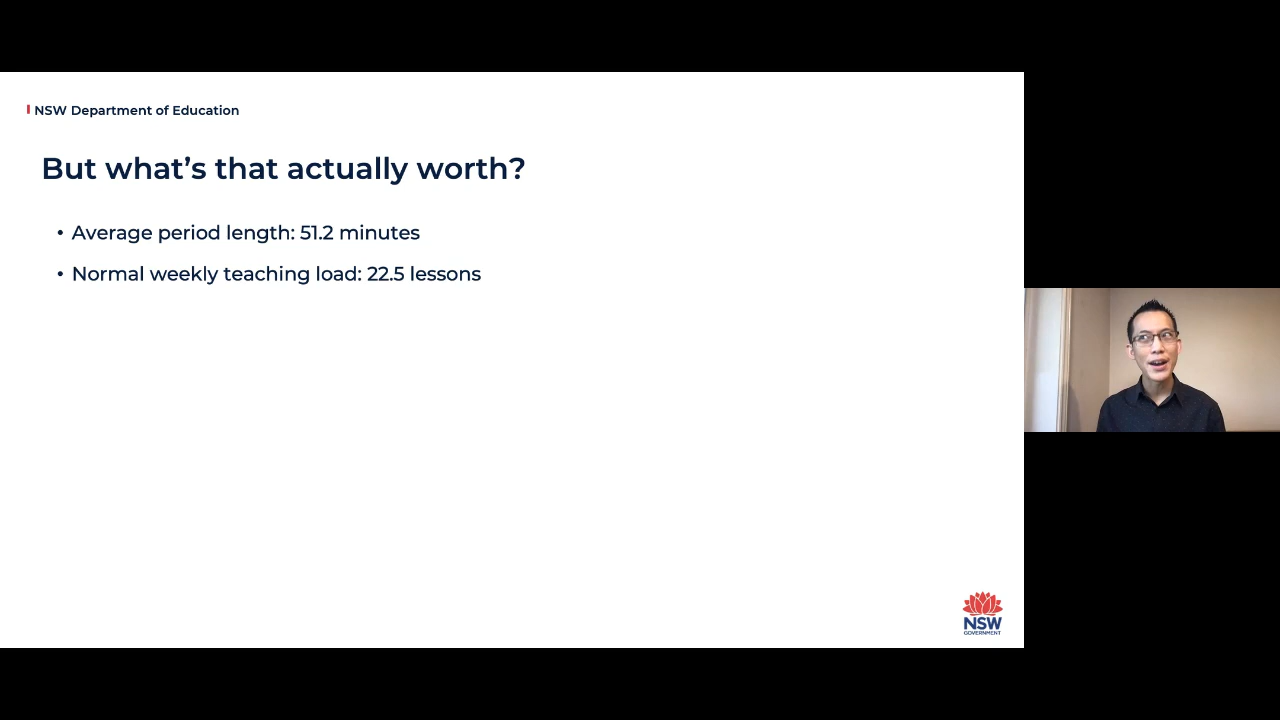 NSW Department of Education
But what's that actually worth?
• Average period length: 51.2 minutes
• Normal weekly teaching load: 22.5 lessons
NSW
GOVERNMENT